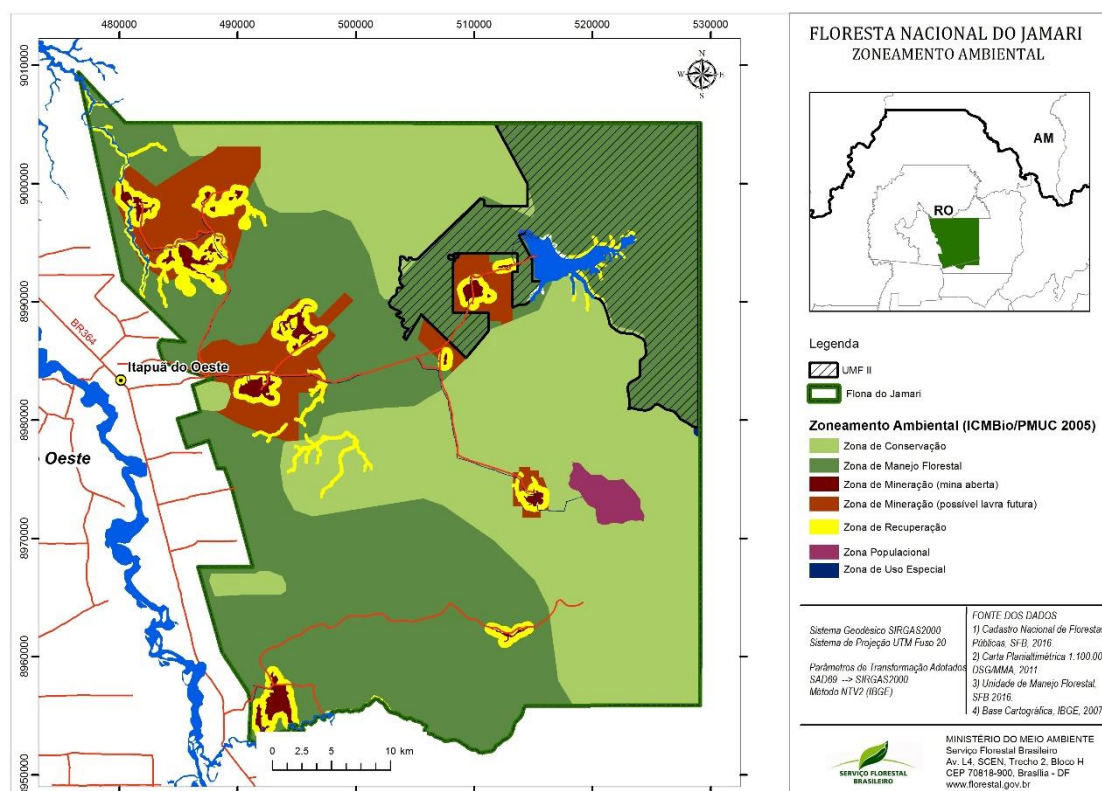 480000 490000 500000 510000 520000 530000
9010000
9000000
8990000
8980000
8970000
8960000
8950000
N
W E
S
BR364
Itapuã do Oeste
Oeste
0 2,5 5 10 km
FLORESTA NACIONAL DO JAMARI
ZONEAMENTO AMBIENTAL
AM
RO
Legenda
UMF II
Flona do Jamari
Zoneamento Ambiental (ICMBio/PMUC 2005)
Zona de Conservação
Zona de Manejo Florestal
Zona de Mineração (mina aberta)
Zona de Mineração (possível lavra futura)
Zona de Recuperação
Zona Populacional
Zona de Uso Especial
Sistema Geodésico SIRGAS2000
Sistema de Projeção UTM Fuso 20
Parâmetros de Transformação Adotados
SAD69 --> SIRGAS2000
Método NTV2 (IBGE)
FONTE DOS DADOS
1) Cadastro Nacional de Florestas
Públicas, SFB, 2016.
2) Carta Planialtimétrica 1:100.00
DSG/MMA, 2011
3) Unidade de Manejo Florestal,
SFB 2016.
4) Base Cartográfica, IBGE, 2007
SERVIÇO FLORESTAL
BRASILEIRO
MINISTÉRIO DO MEIO AMBIENTE
Serviço Florestal Brasileiro
Av. L4, SCEN, Trecho 2, Bloco H
CEP 70818-900, Brasília - DF
www.florestal.gov.br